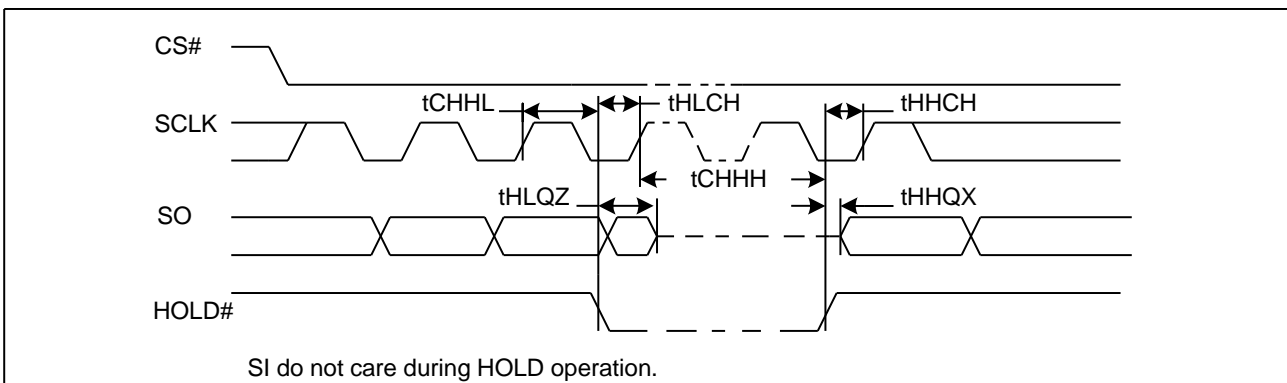 CS#
tCHHL
tHLCH
tHHCH
SCLK
tCHHH
tHLQZ
tHHQX
SO
HOLD#
SI do not care during HOLD operation.